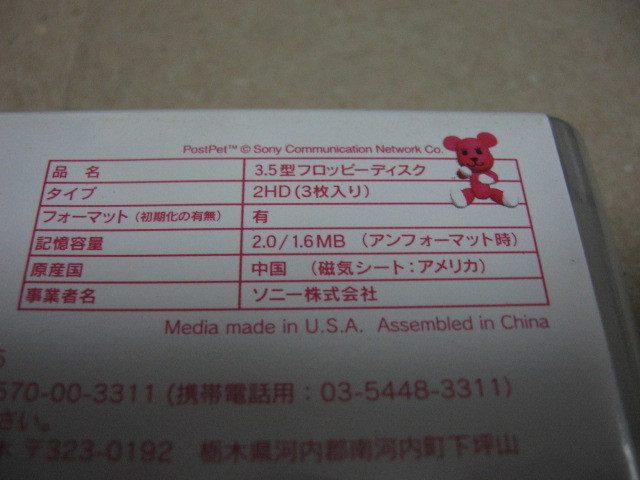 PostPet™ © Sony Communication Network Co.
品 名 3.5型フロッピーディスク
タイプ 2HD(3枚入り)
フォーマット(初期化の有無) 有
記憶容量 2.0/1.6MB (アンフォーマット時)
原産国 中国 (磁気シート:アメリカ)
事業者名 ソニー株式会社
Media made in U.S.A. Assembled in China
5
570-00-3311(携帯電話用:03-5448-3311)
さい。
木 〒323-0192 栃木県河内郡南河内町下坪山